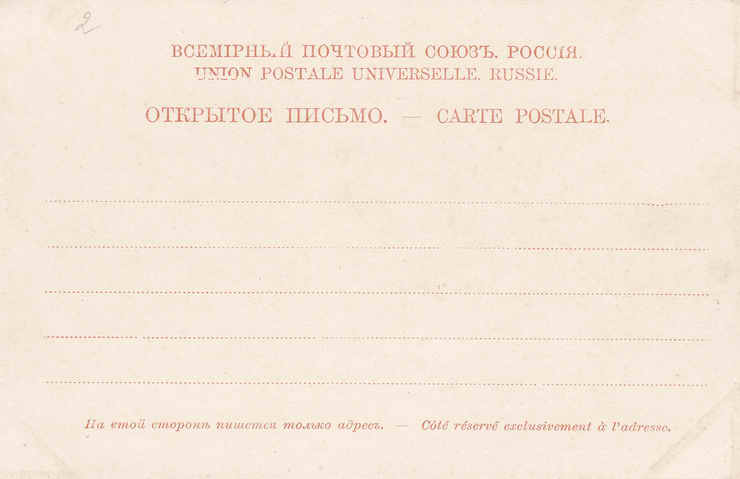 2
ВСЕМІРНЫЙ ПОЧТОВЫЙ СОЮЗЪ. РОССІЯ.
UNION POSTALE UNIVERSELLE. RUSSIE.
ОТКРЫТОЕ ПИСЬМО. — CARTE POSTALE.
На етой сторонѣ пишется только адресъ. — Côté réservé exclusivement à l'adresse.